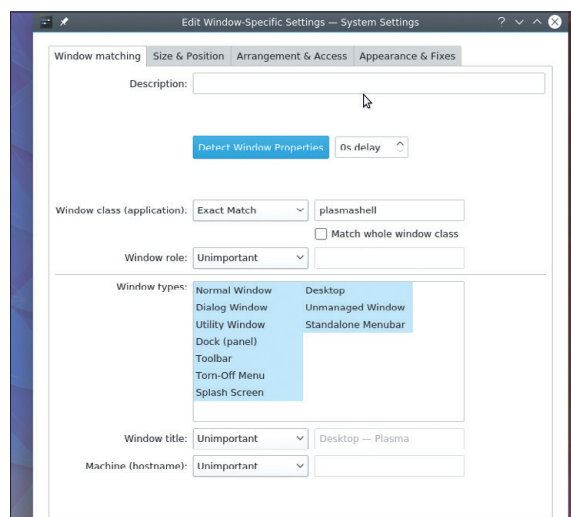 Edit Window-Specific Settings — System Settings
Window matching Size & Position Arrangement & Access Appearance & Fixes
Description:
Detect Window Properties 0s delay
Window class (application): Exact Match plasmashell
Match whole window class
Window role: Unimportant
Window types: Normal Window Desktop
Dialog Window Unmanaged Window
Utility Window Standalone Menubar
Dock (panel)
Toolbar
Torn-Off Menu
Splash Screen
Window title: Unimportant Desktop — Plasma
Machine (hostname): Unimportant